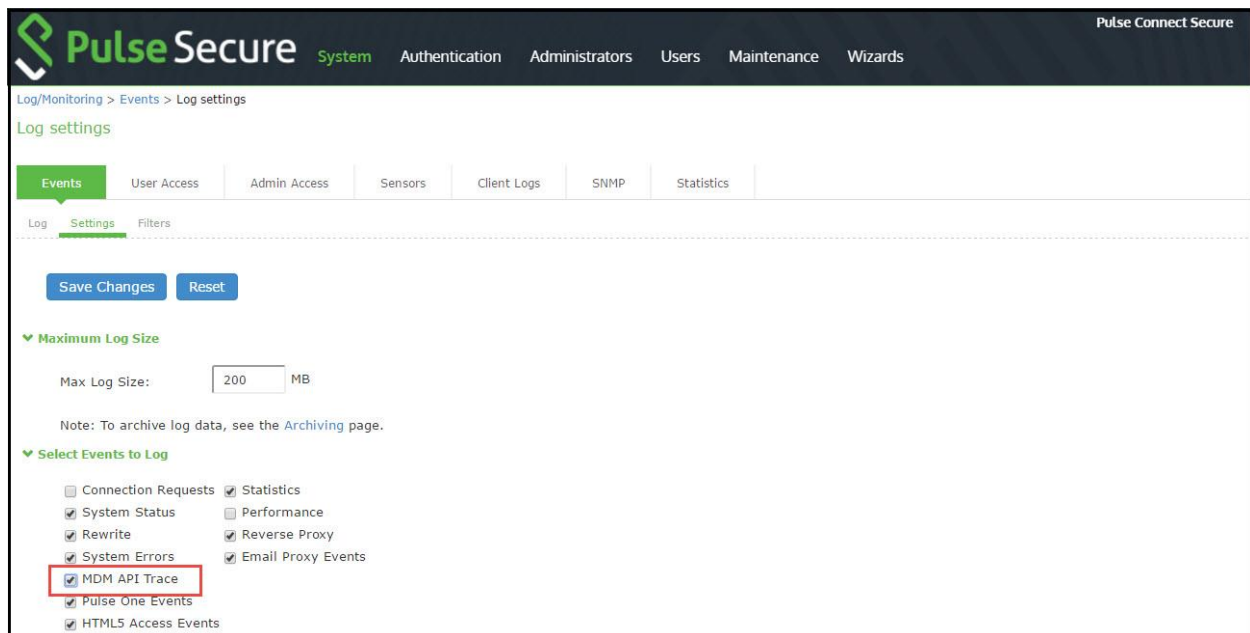 Pulse Connect Secure
Pulse Secure System Authentication Administrators Users Maintenance Wizards
Log/Monitoring > Events > Log settings
Log settings
Events User Access Admin Access Sensors Client Logs SNMP Statistics
Log Settings Filters
Save Changes Reset
Maximum Log Size
Max Log Size: 200 MB
Note: To archive log data, see the Archiving page.
Select Events to Log
Connection Requests Statistics
System Status Performance
Rewrite Reverse Proxy
System Errors Email Proxy Events
MDM API Trace
Pulse One Events
HTML5 Access Events